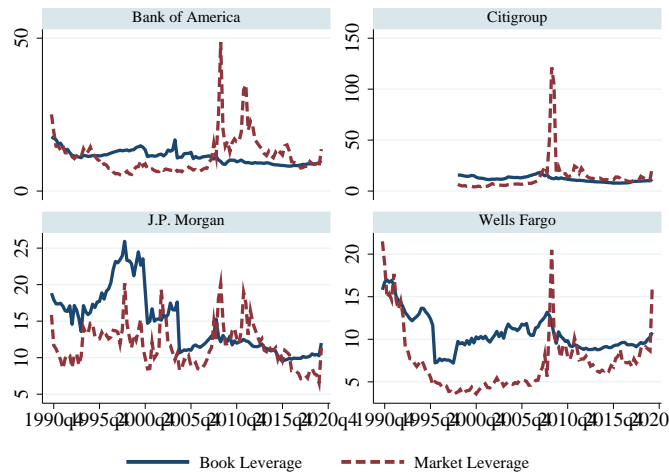 Bank of America
Citigroup
50
0
150
100
50
0
J.P. Morgan
Wells Fargo
25
20
15
10
5
20
15
10
5
1990q4 1995q4 2000q4 2005q4 2010q4 2015q4 2020q4
1990q4 1995q4 2000q4 2005q4 2010q4 2015q4 2020q4
Book Leverage
Market Leverage